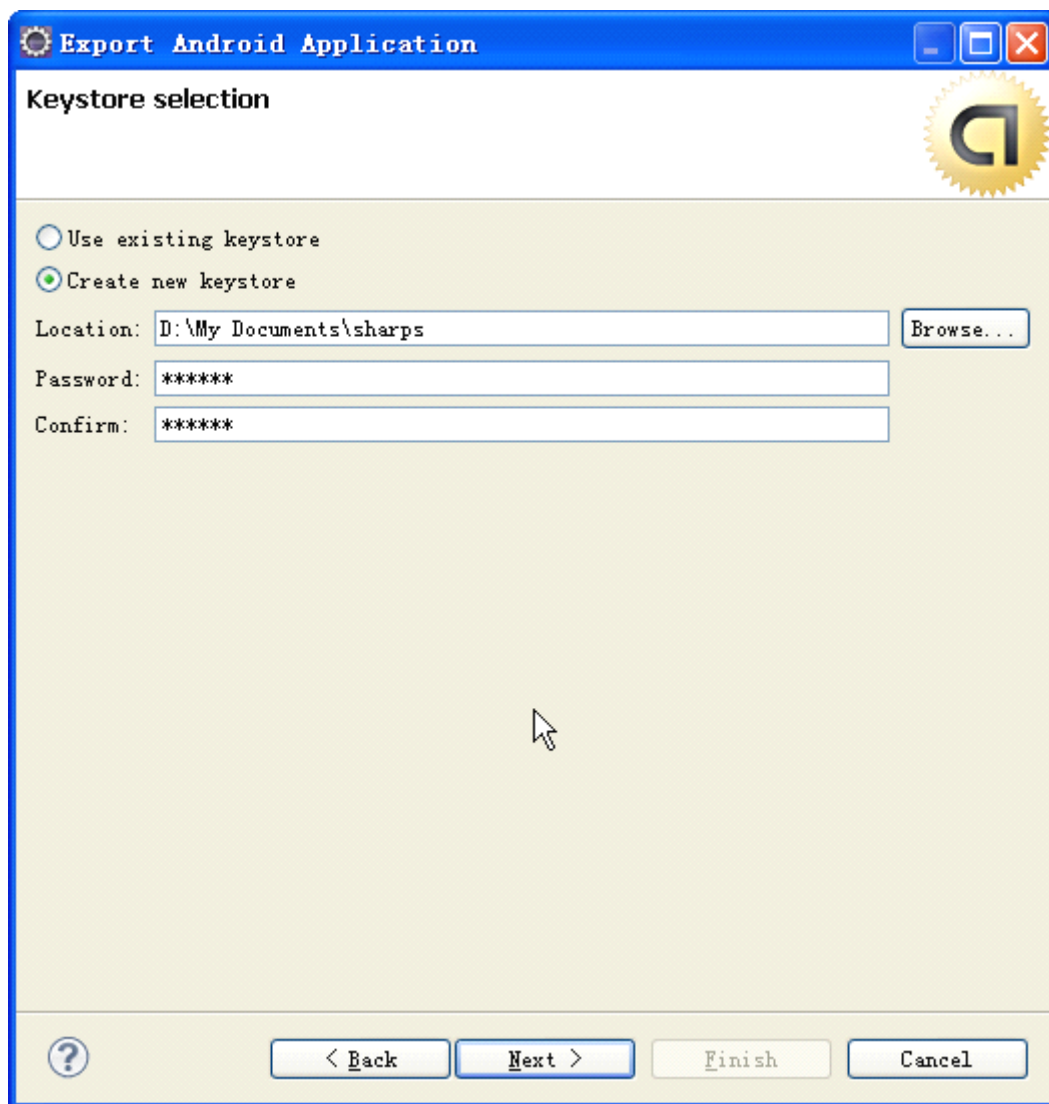 Export Android Application
Keystore selection
Use existing keystore
Create new keystore
Location: D:\My Documents\sharps Browse...
Password: ******
Confirm: ******
? < Back Next > Finish Cancel